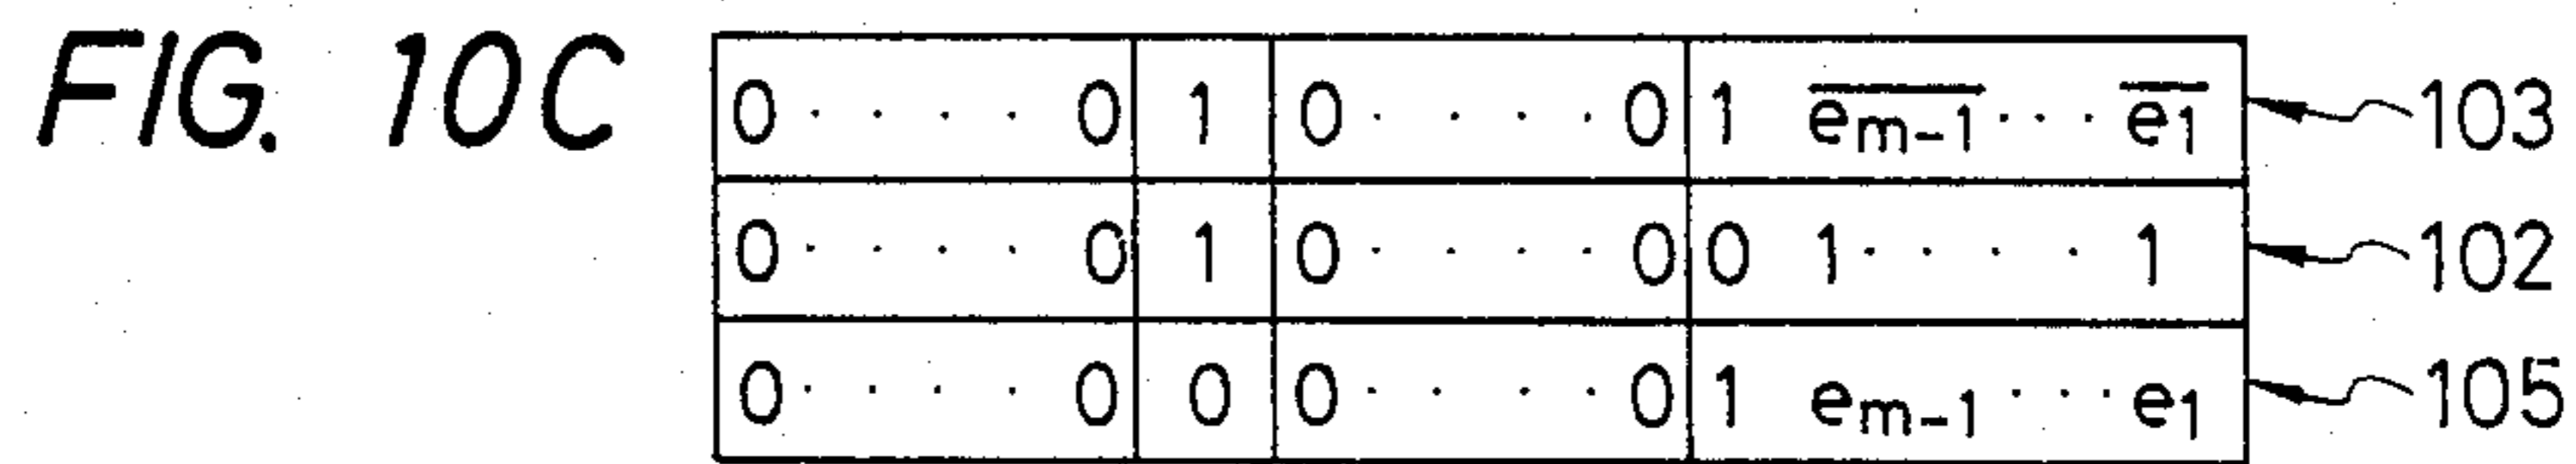 FIG. 10C
0 · · · · 0 1 0 · · · · 0 1 e̅m-1 · · · e̅1 103
0 · · · · 0 1 0 · · · · 0 0 1 · · · · 1 102
0 · · · · 0 0 0 · · · · 0 1 em-1 · · · e1 105